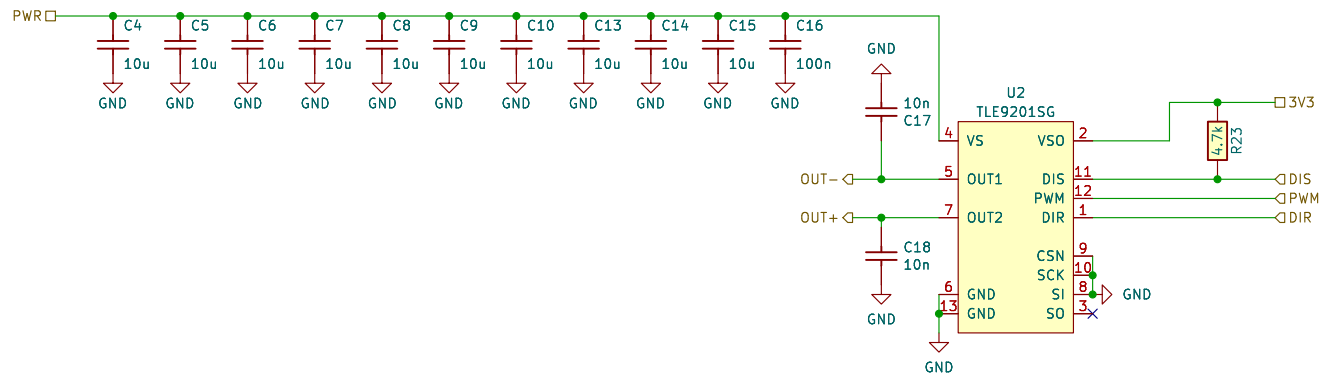 PWR
C4 C5 C6 C7 C8 C9 C10 C13 C14 C15 C16
10u 10u 10u 10u 10u 10u 10u 10u 10u 10u 100n
GND GND GND GND GND GND GND GND GND GND GND
GND
10n
C17
U2
TLE9201SG
3V3
4.7k
R23
4 VS VSO 2
OUT- 5 OUT1 DIS 11 DIS
PWM 12 PWM
OUT+ 7 OUT2 DIR 1 DIR
C18
10n
GND
CSN 9
SCK 10
6 GND SI 8 GND
13 GND SO 3
GND